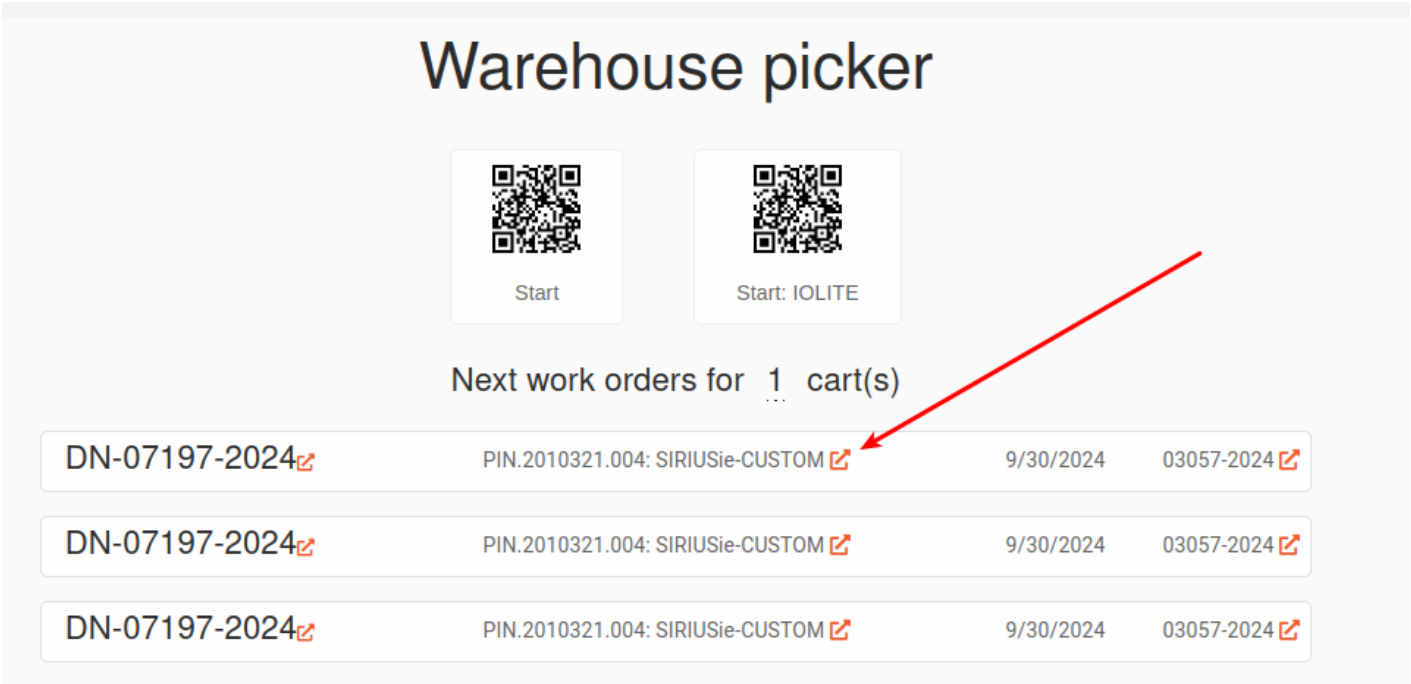 Warehouse picker
Start
Start: IOLITE
Next work orders for 1 cart(s)
DN-07197-2024 PIN.2010321.004: SIRIUSie-CUSTOM 9/30/2024 03057-2024
DN-07197-2024 PIN.2010321.004: SIRIUSie-CUSTOM 9/30/2024 03057-2024
DN-07197-2024 PIN.2010321.004: SIRIUSie-CUSTOM 9/30/2024 03057-2024